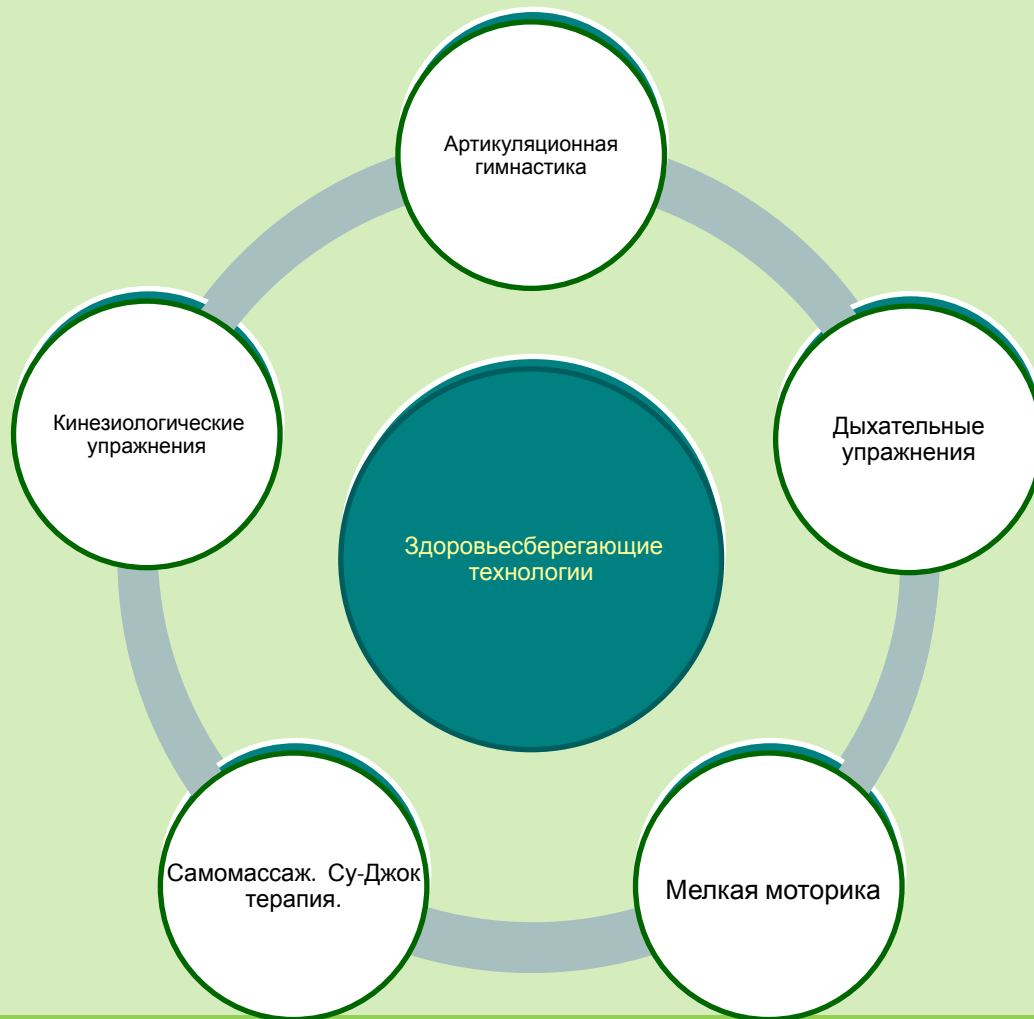 Артикуляционная
гимнастика
Кинезиологические
упражнения
Дыхательные
упражнения
Здоровьесберегающие
технологии
Самомассаж. Су-Джок
терапия.
Мелкая моторика